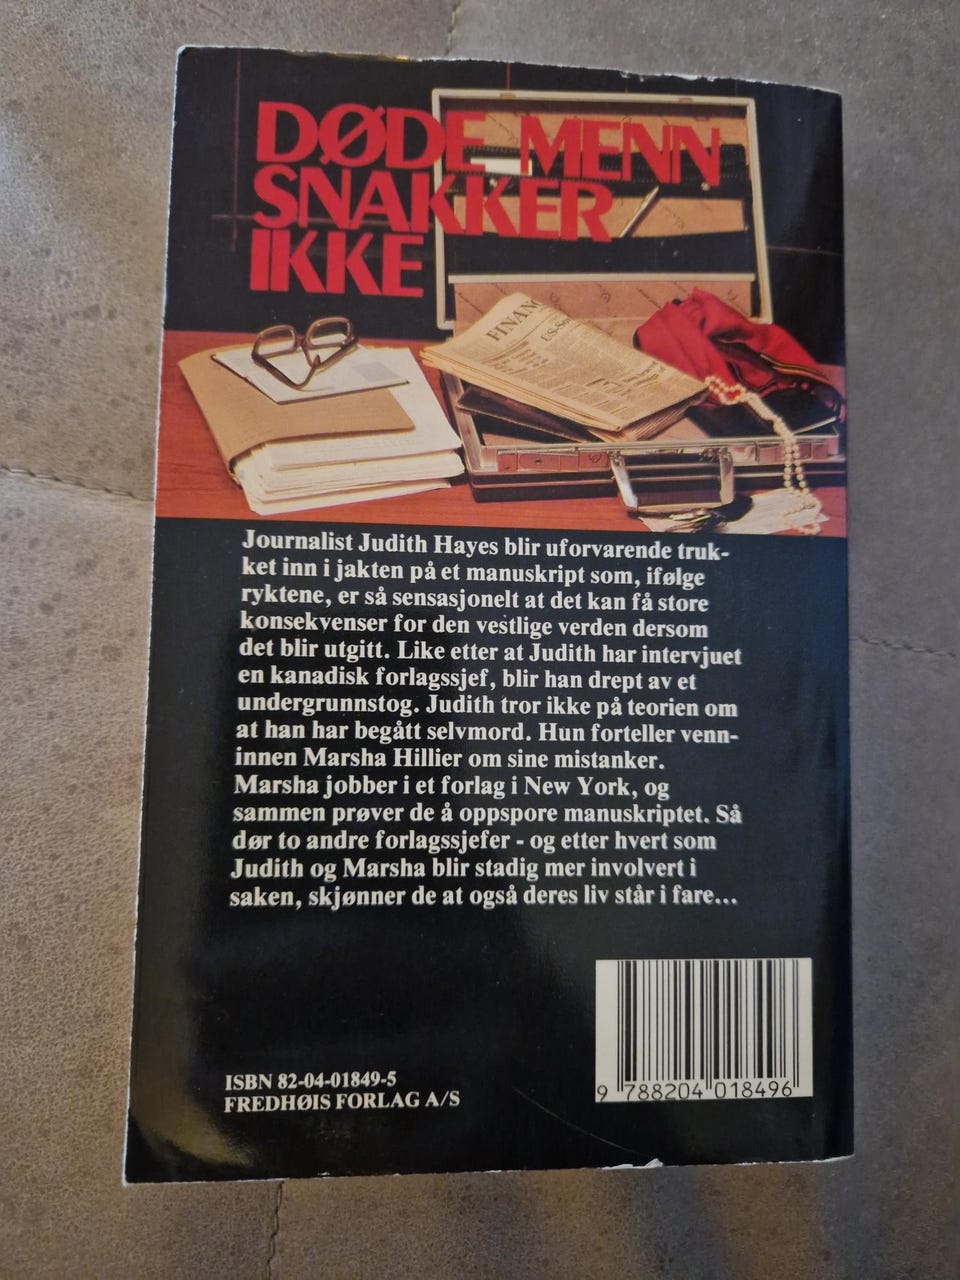 DØDE MENN
SNAKKER
IKKE
FINANC
US-So
Journalist Judith Hayes blir uforvarende truk-
ket inn i jakten på et manuskript som, ifølge
ryktene, er så sensasjonelt at det kan få store
konsekvenser for den vestlige verden dersom
det blir utgitt. Like etter at Judith har intervjuet
en kanadisk forlagssjef, blir han drept av et
undergrunnstog. Judith tror ikke på teorien om
at han har begått selvmord. Hun forteller venn-
innen Marsha Hillier om sine mistanker.
Marsha jobber i et forlag i New York, og
sammen prøver de å oppspore manuskriptet. Så
dør to andre forlagssjefer - og etter hvert som
Judith og Marsha blir stadig mer involvert i
saken, skjønner de at også deres liv står i fare...
ISBN 82-04-01849-5
FREDHØIS FORLAG A/S
9 788204 018496